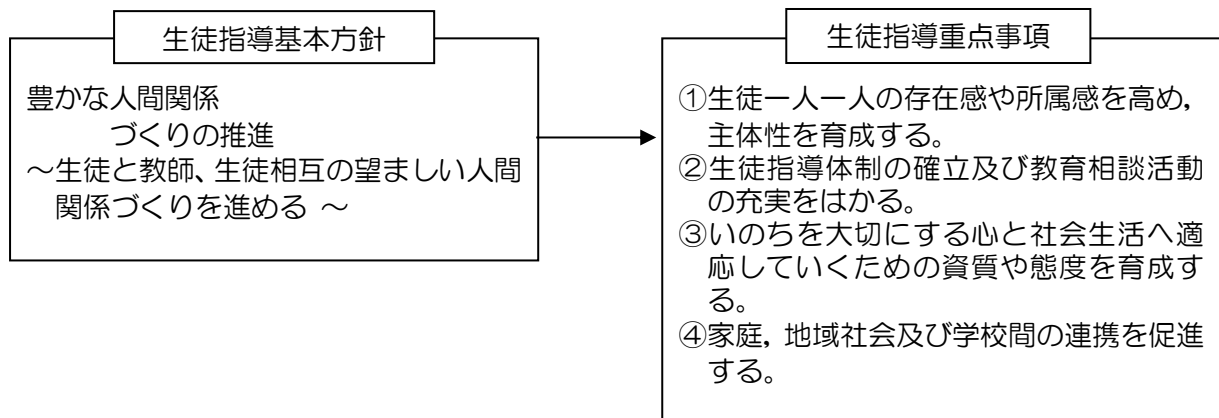 生徒指導基本方針
豊かな人間関係
づくりの推進
～生徒と教師、生徒相互の望ましい人間
関係づくりを進める ～
生徒指導重点事項
①生徒一人一人の存在感や所属感を高め，
主体性を育成する。
②生徒指導体制の確立及び教育相談活動
の充実をはかる。
③いのちを大切にする心と社会生活へ適
応していくための資質や態度を育成す
る。
④家庭，地域社会及び学校間の連携を促進
する。